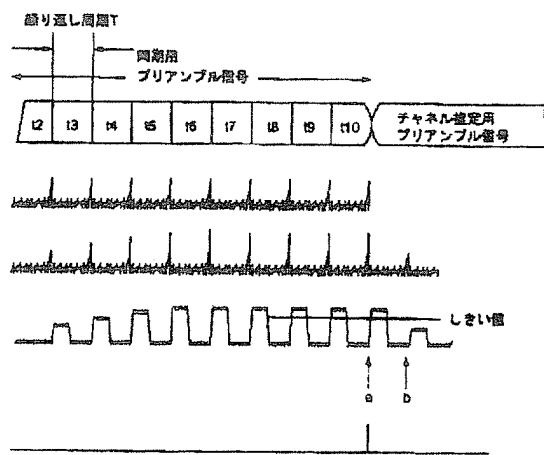 繰り返し周期T
同期用
プリアンブル信号
t2 t3 t4 t5 t6 t7 t8 t9 t10
チャネル推定用
プリアンブル信号
しきい値
a b